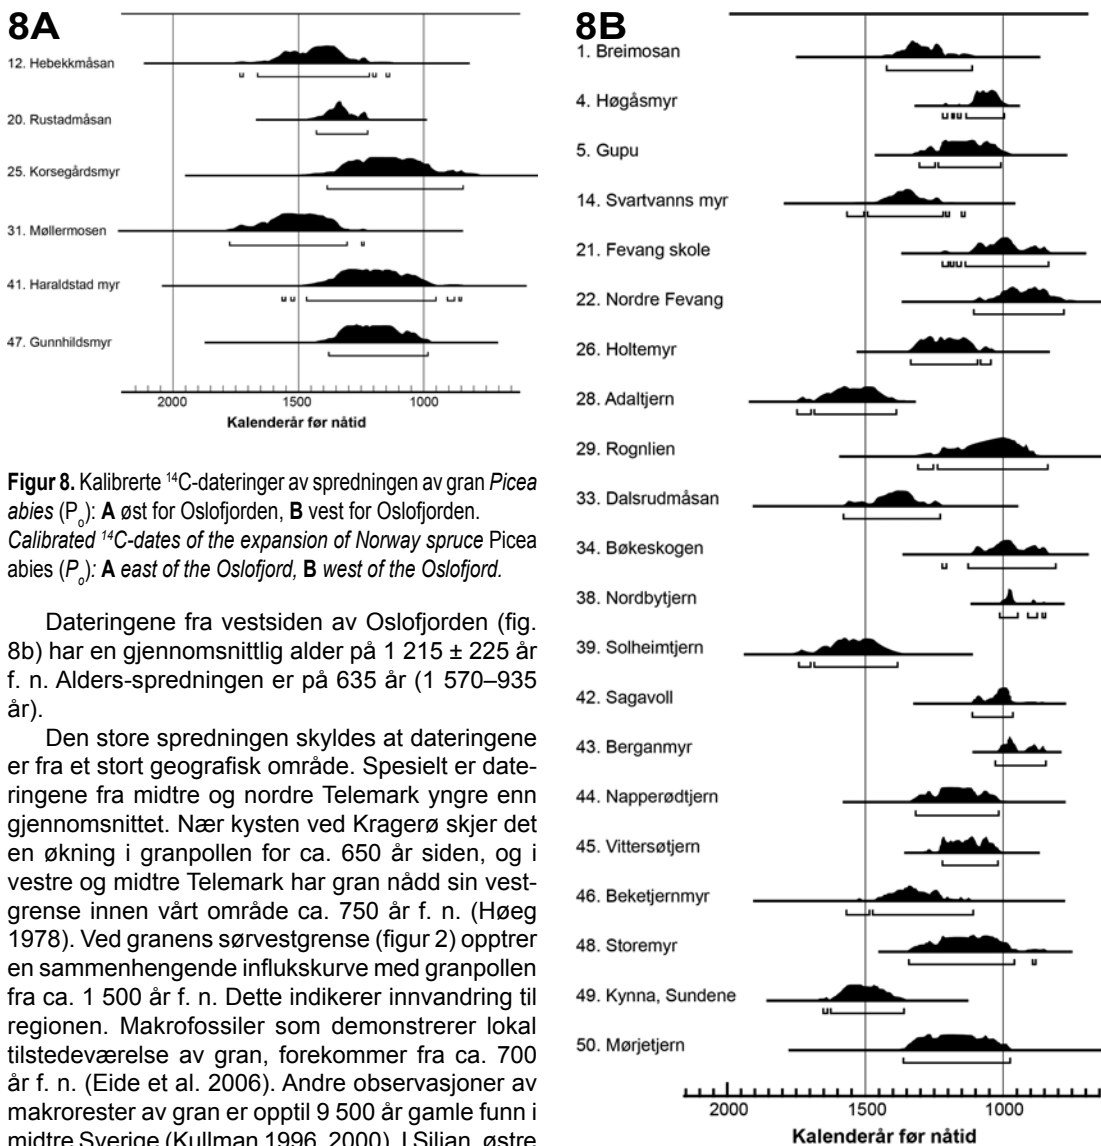 8A
12. Hebekkmåsan
20. Rustadmåsan
25. Korsegårdsmyr
31. Møllermosen
41. Haraldstad myr
47. Gunnhildsmyr
2000 1500 1000
Kalenderår før nåtid
Figur 8. Kalibrerte ¹⁴C-dateringer av spredningen av gran Picea
abies (Pₒ): A øst for Oslofjorden, B vest for Oslofjorden.
Calibrated ¹⁴C-dates of the expansion of Norway spruce Picea
abies (Pₒ): A east of the Oslofjord, B west of the Oslofjord.
Dateringene fra vestsiden av Oslofjorden (fig.
8b) har en gjennomsnittlig alder på 1 215 ± 225 år
f. n. Alders-spredningen er på 635 år (1 570–935
år).
Den store spredningen skyldes at dateringene
er fra et stort geografisk område. Spesielt er date-
ringene fra midtre og nordre Telemark yngre enn
gjennomsnittet. Nær kysten ved Kragerø skjer det
en økning i granpollen for ca. 650 år siden, og i
vestre og midtre Telemark har gran nådd sin vest-
grense innen vårt område ca. 750 år f. n. (Høeg
1978). Ved granens sørvestgrense (figur 2) opptrer
en sammenhengende influkskurve med granpollen
fra ca. 1 500 år f. n. Dette indikerer innvandring til
regionen. Makrofossiler som demonstrerer lokal
tilstedeværelse av gran, forekommer fra ca. 700
år f. n. (Eide et al. 2006). Andre observasjoner av
makrorester av gran er opptil 9 500 år gamle funn i
midtre Sverige (Kullman 1996, 2000). I Siljan, østre
8B
1. Breimosan
4. Høgåsmyr
5. Gupu
14. Svartvanns myr
21. Fevang skole
22. Nordre Fevang
26. Holtemyr
28. Adaltjern
29. Rognlien
33. Dalsrudmåsan
34. Bøkeskogen
38. Nordbytjern
39. Solheimtjern
42. Sagavoll
43. Berganmyr
44. Napperødtjern
45. Vittersøtjern
46. Beketjernmyr
48. Storemyr
49. Kynna, Sundene
50. Mørjetjern
2000 1500 1000
Kalenderår før nåtid